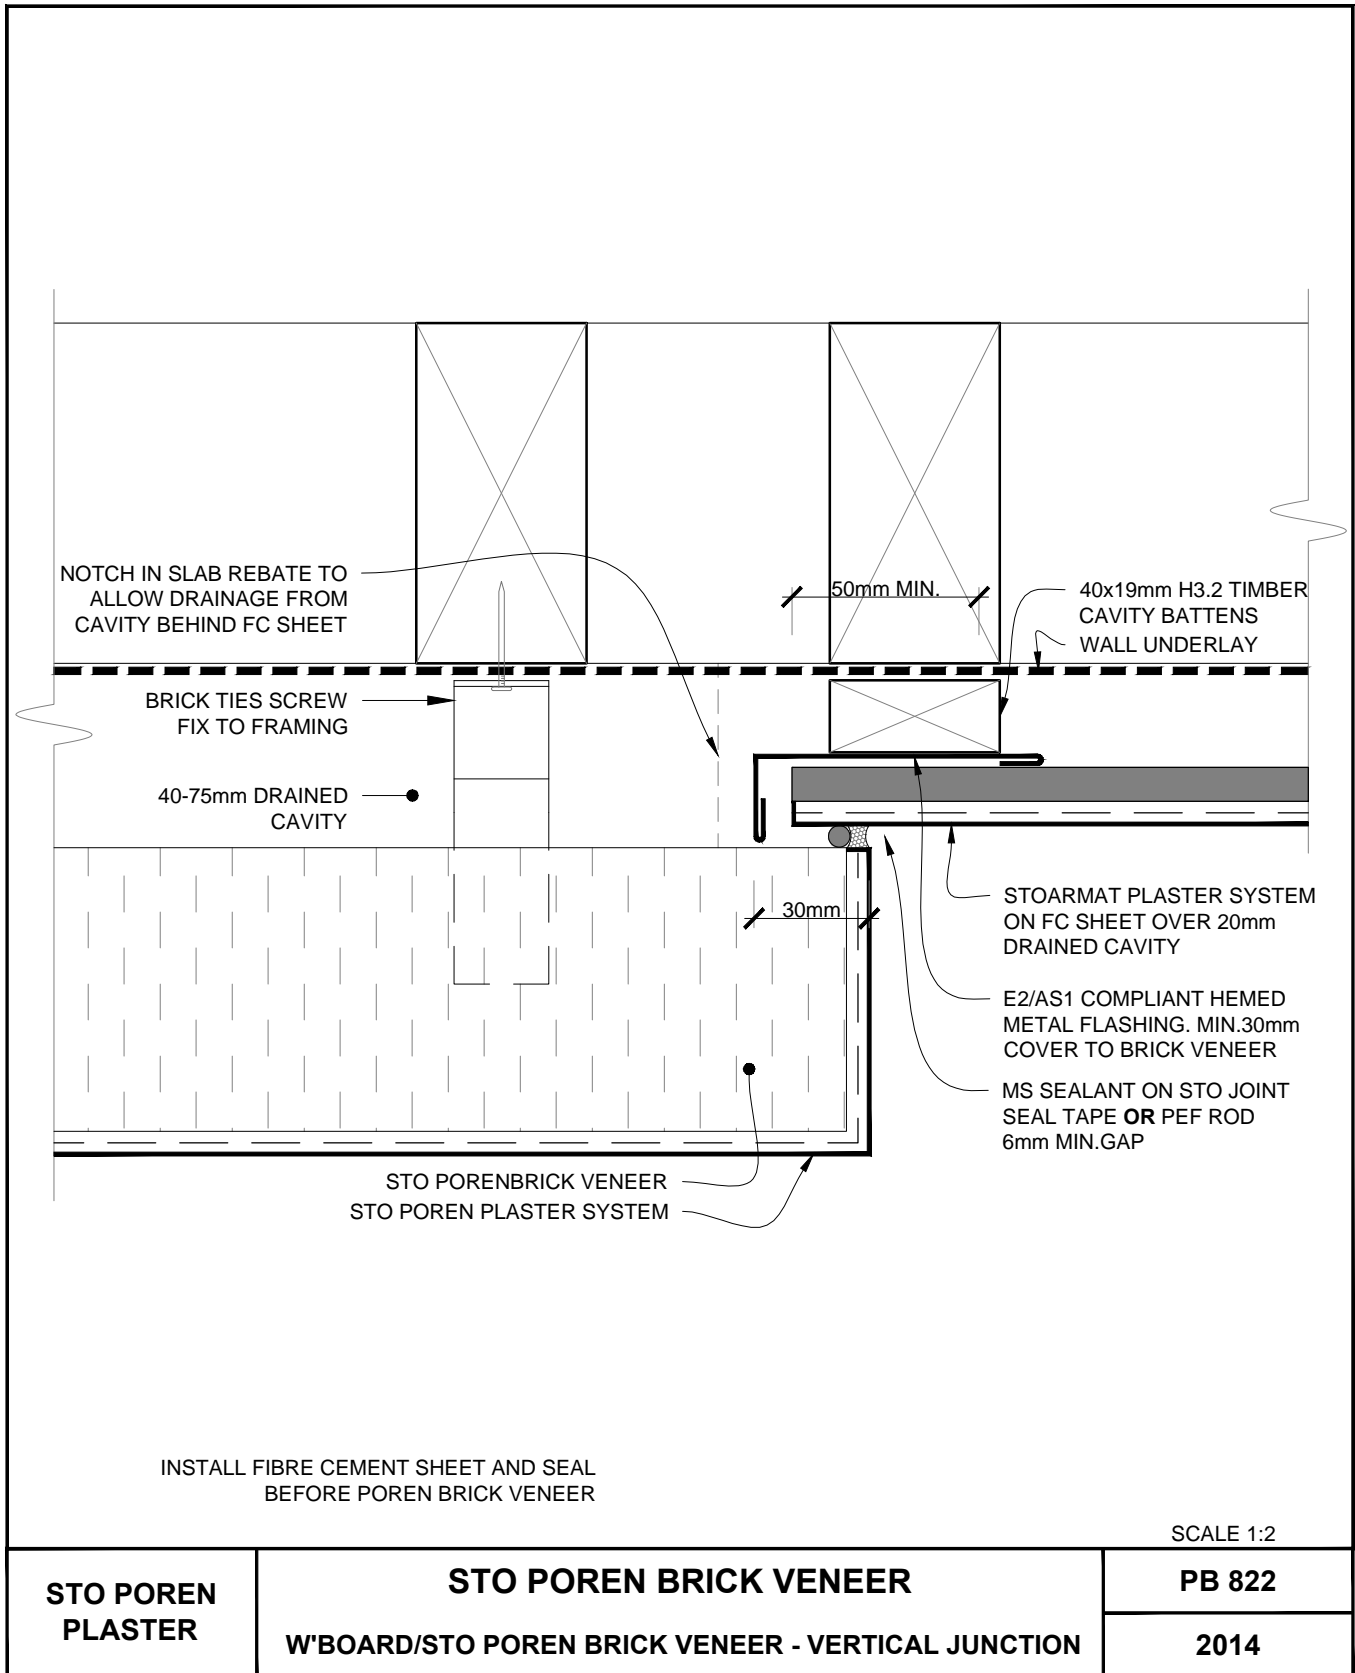 NOTCH IN SLAB REBATE TO
ALLOW DRAINAGE FROM
CAVITY BEHIND FC SHEET
50mm MIN.
40x19mm H3.2 TIMBER
CAVITY BATTENS
WALL UNDERLAY
BRICK TIES SCREW
FIX TO FRAMING
40-75mm DRAINED
CAVITY
30mm
STOARMAT PLASTER SYSTEM
ON FC SHEET OVER 20mm
DRAINED CAVITY
E2/AS1 COMPLIANT HEMED
METAL FLASHING. MIN.30mm
COVER TO BRICK VENEER
MS SEALANT ON STO JOINT
SEAL TAPE OR PEF ROD
6mm MIN.GAP
STO PORENBRICK VENEER
STO POREN PLASTER SYSTEM
INSTALL FIBRE CEMENT SHEET AND SEAL
BEFORE POREN BRICK VENEER
SCALE 1:2
STO POREN
PLASTER
STO POREN BRICK VENEER
W'BOARD/STO POREN BRICK VENEER - VERTICAL JUNCTION
PB 822
2014